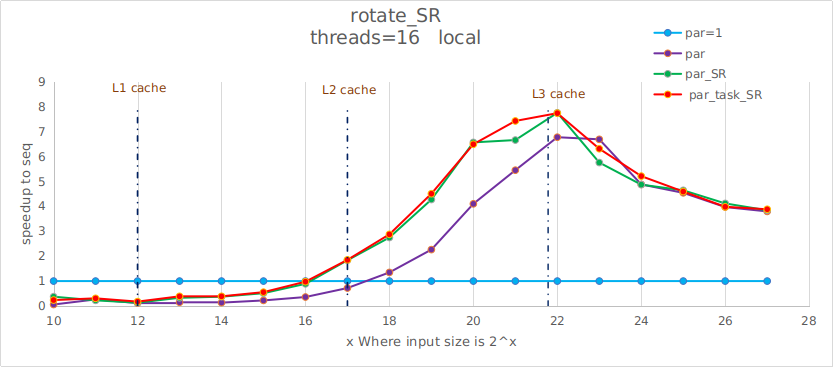 rotate_SR
threads=16 local
par=1
par
par_SR
par_task_SR
L1 cache
L2 cache
L3 cache
speedup to seq
9
8
7
6
5
4
3
2
1
0
10
12
14
16
18
20
22
24
26
28
x Where input size is 2^x